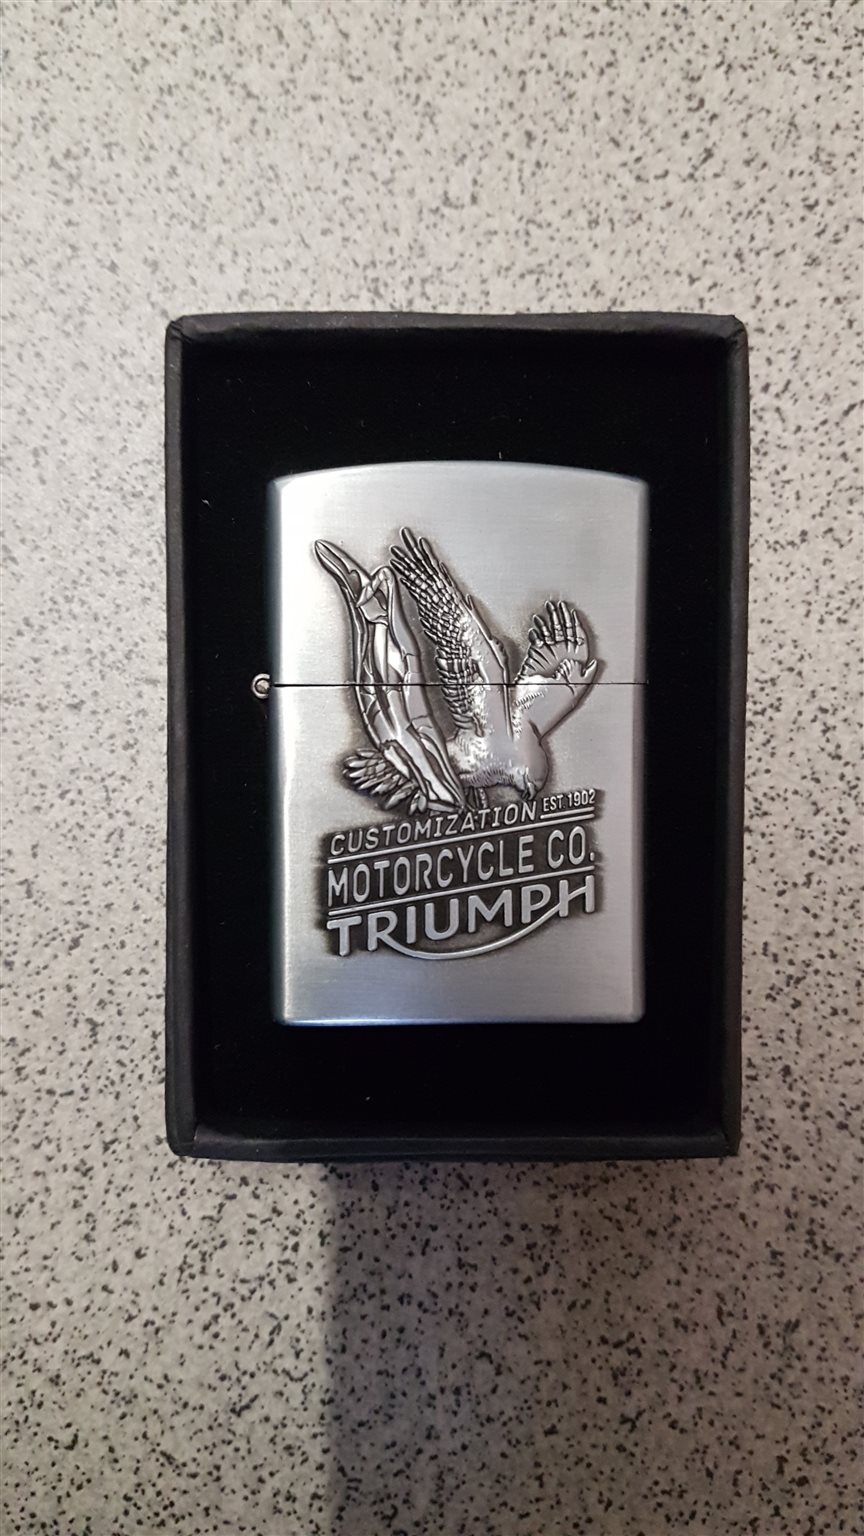 CUSTOMIZATION EST. 1902
MOTORCYCLE CO.
TRIUMPH